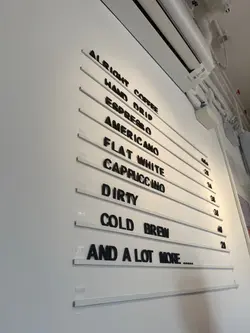 ALRIGHT COFFEE
HAND DRIP
ESPRESSO
AMERICANO
FLAT WHITE
CAPPUCCINO
DIRTY
COLD BREW
AND A LOT MORE.....